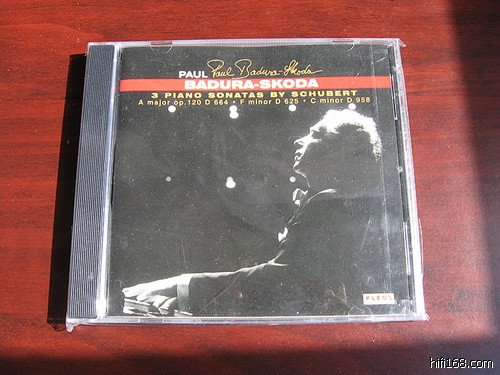 PAUL Paul Badura-Skoda
BADURA-SKODA
3 PIANO SONATAS BY SCHUBERT
A major op.120 D 664 • F minor D 625 • C minor D 958
KLEOS
hifi168.com